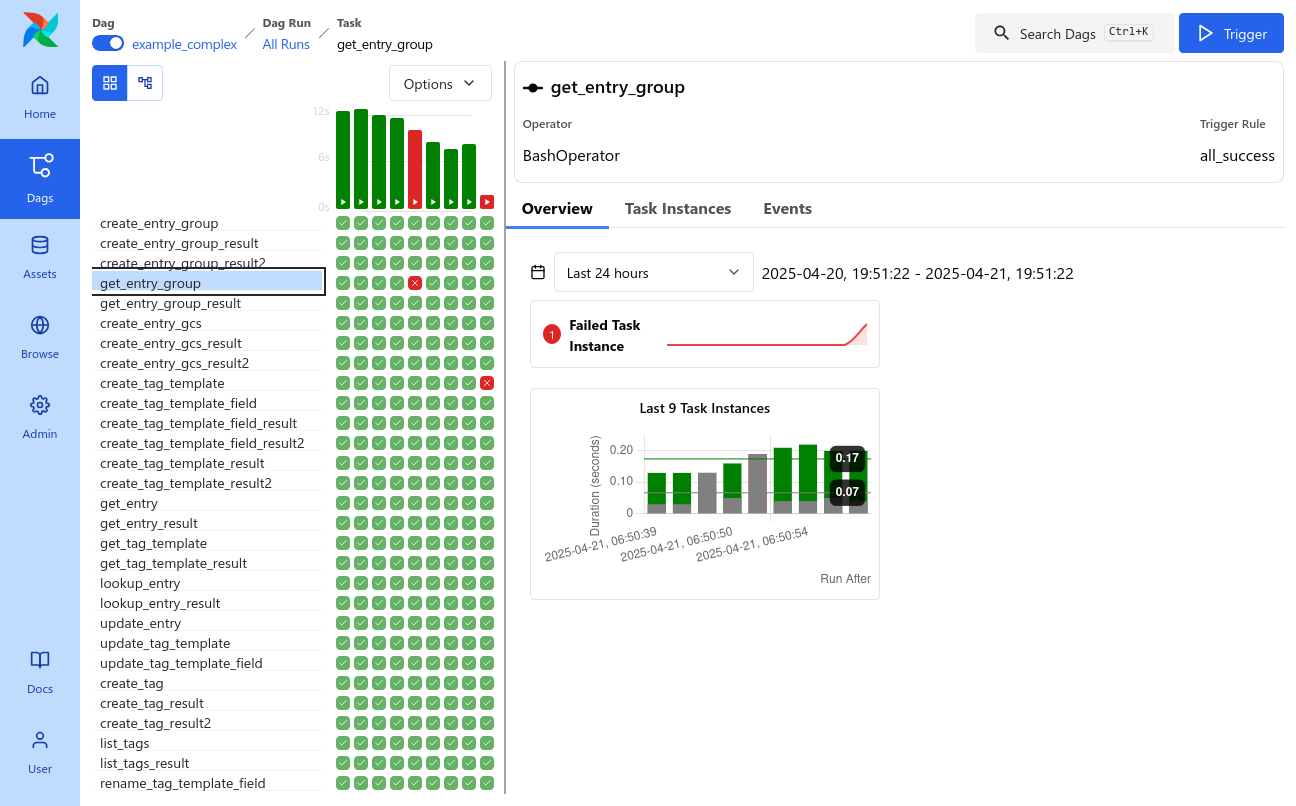 Dag
example_complex
Dag Run
All Runs
Task
get_entry_group
Search Dags
Ctrl+K
Trigger
Home
Dags
Assets
Browse
Admin
Docs
User
Options
12s
6s
0s
create_entry_group
create_entry_group_result
create_entry_group_result2
get_entry_group
get_entry_group_result
create_entry_gcs
create_entry_gcs_result
create_entry_gcs_result2
create_tag_template
create_tag_template_field
create_tag_template_field_result
create_tag_template_field_result2
create_tag_template_result
create_tag_template_result2
get_entry
get_entry_result
get_tag_template
get_tag_template_result
lookup_entry
lookup_entry_result
update_entry
update_tag_template
update_tag_template_field
create_tag
create_tag_result
create_tag_result2
list_tags
list_tags_result
rename_tag_template_field
get_entry_group
Operator
Trigger Rule
BashOperator
all_success
Overview
Task Instances
Events
Last 24 hours
2025-04-20, 19:51:22 - 2025-04-21, 19:51:22
1
Failed Task
Instance
Last 9 Task Instances
Duration (seconds)
0.20
0.10
0
0.17
0.07
2025-04-21, 06:50:39
2025-04-21, 06:50:50
2025-04-21, 06:50:54
Run After